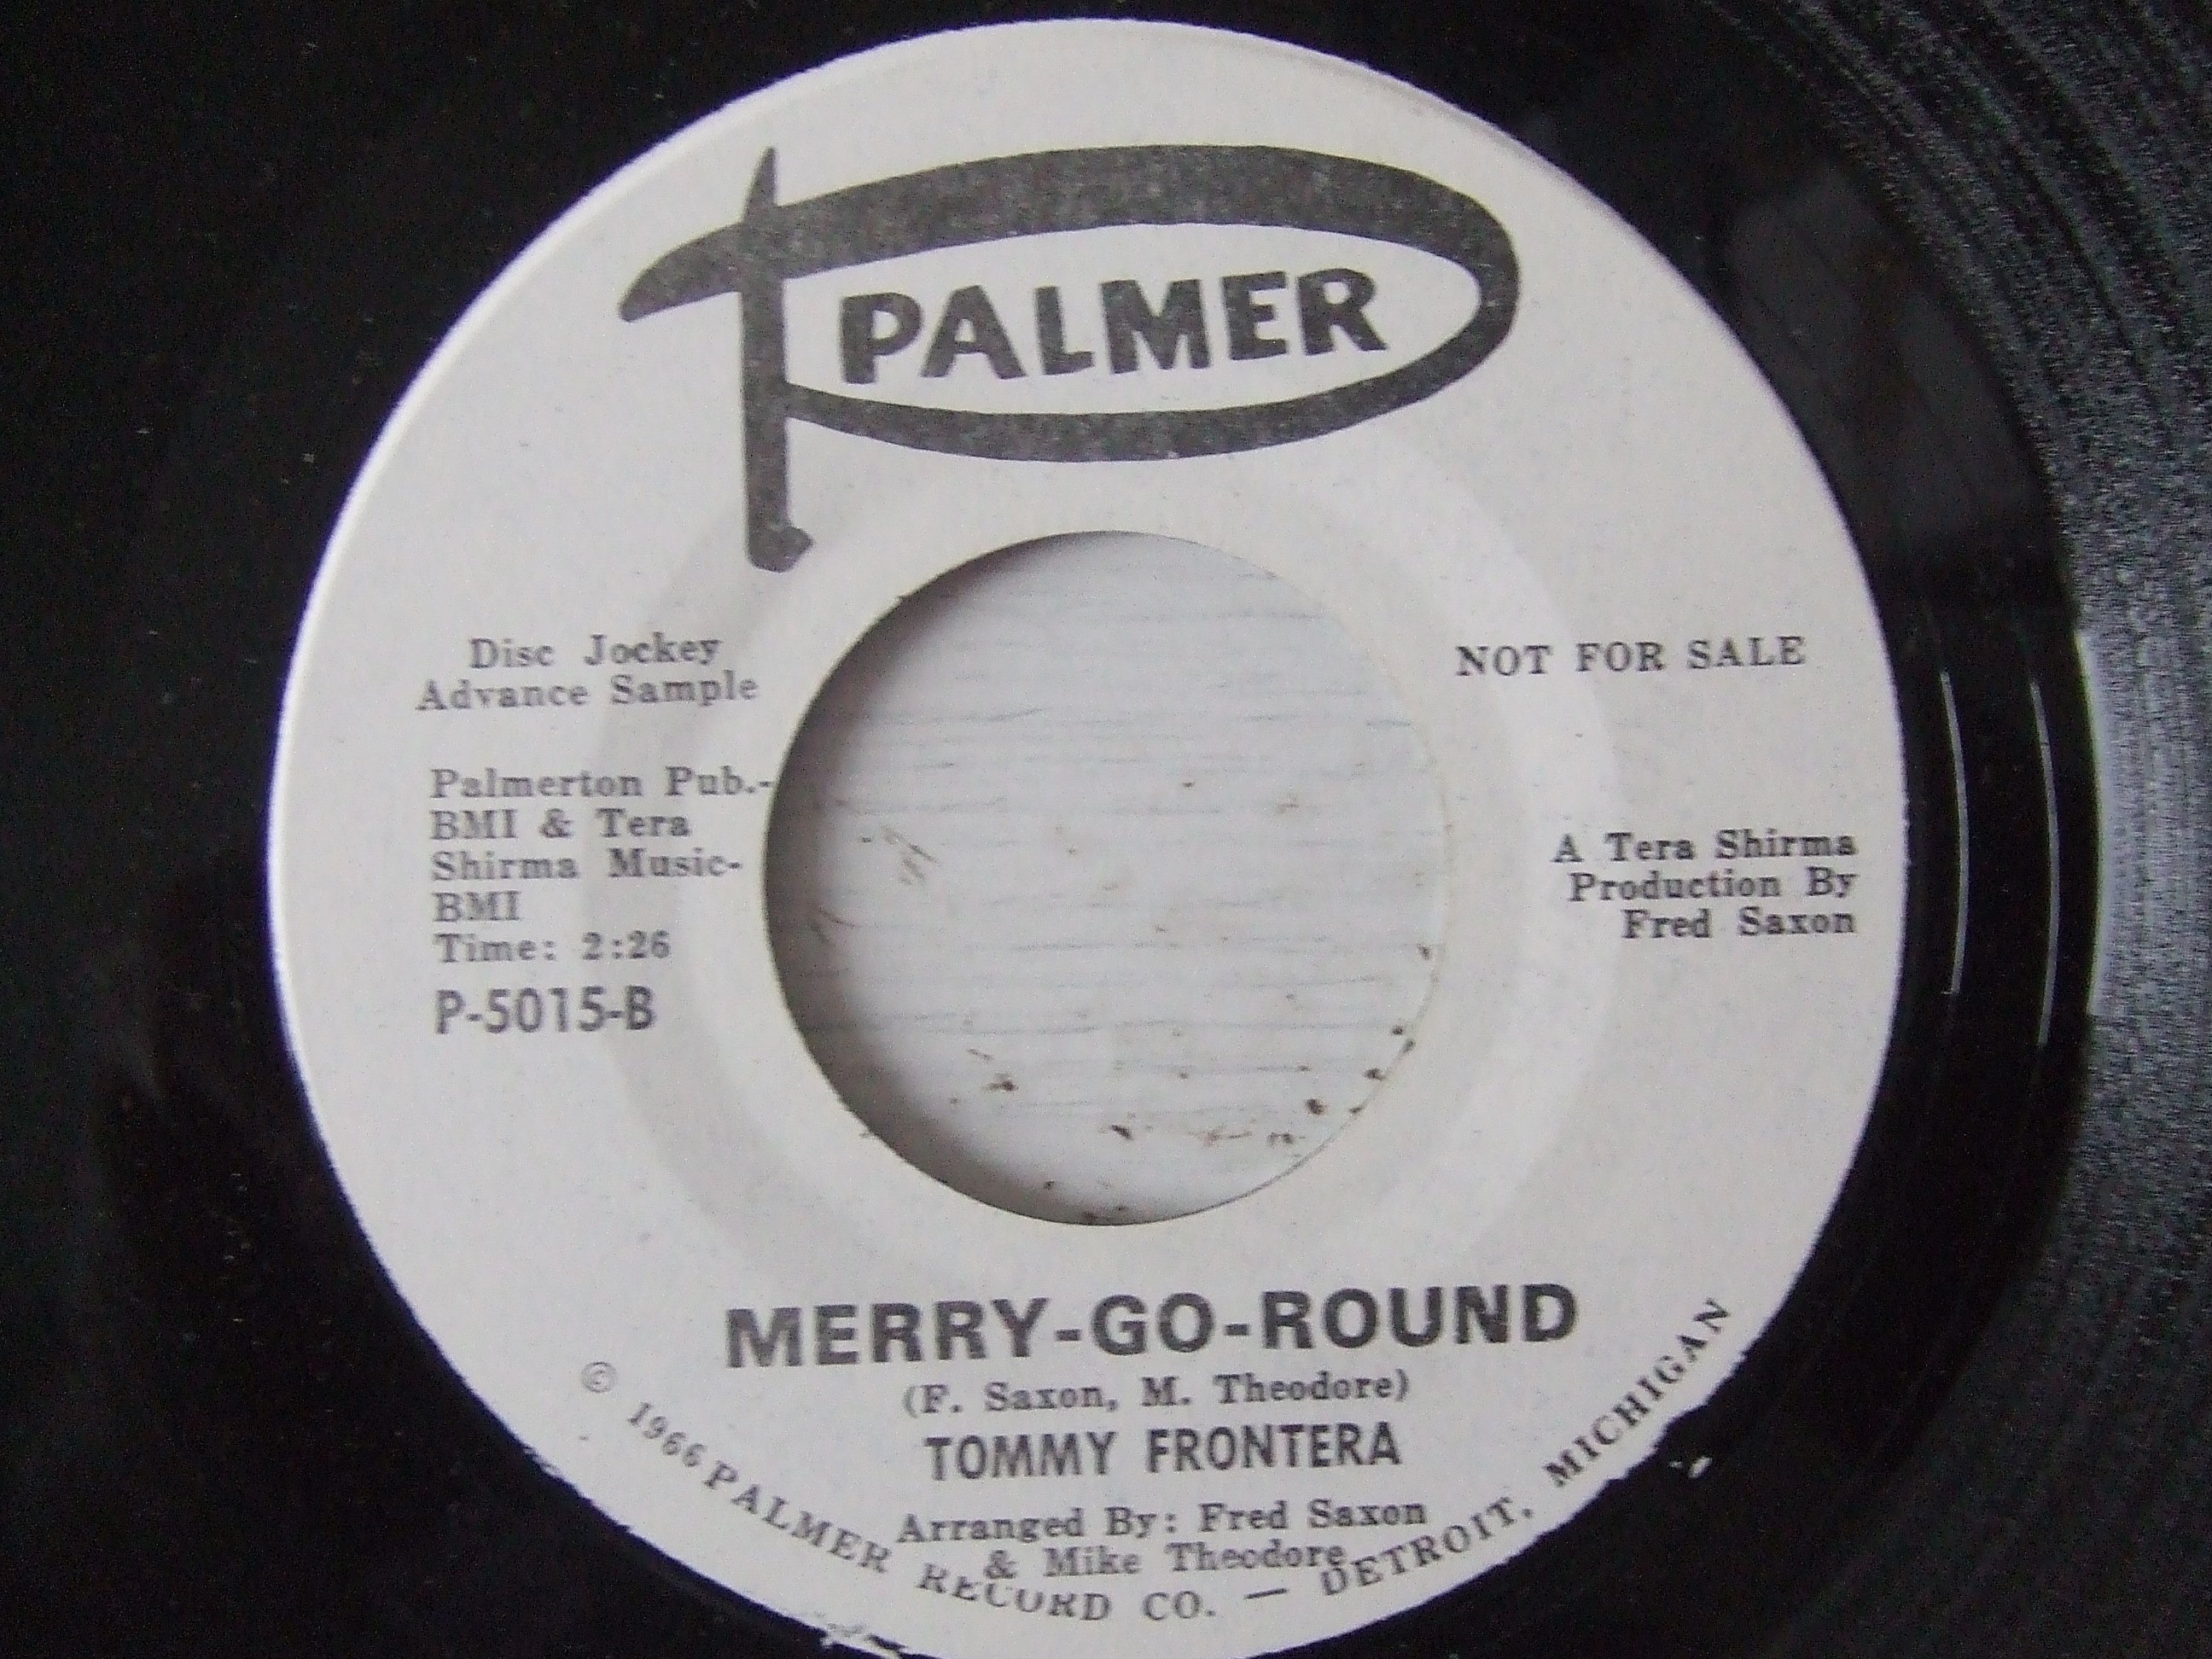 PALMER
Disc Jockey
Advance Sample
NOT FOR SALE
Palmerton Pub.-
BMI & Tera
Shirma Music-
BMI
Time: 2:26
P-5015-B
A Tera Shirma
Production By
Fred Saxon
MERRY-GO-ROUND
(F. Saxon, M. Theodore)
TOMMY FRONTERA
Arranged By: Fred Saxon
& Mike Theodore
© 1966 PALMER RECORD CO. — DETROIT, MICHIGAN